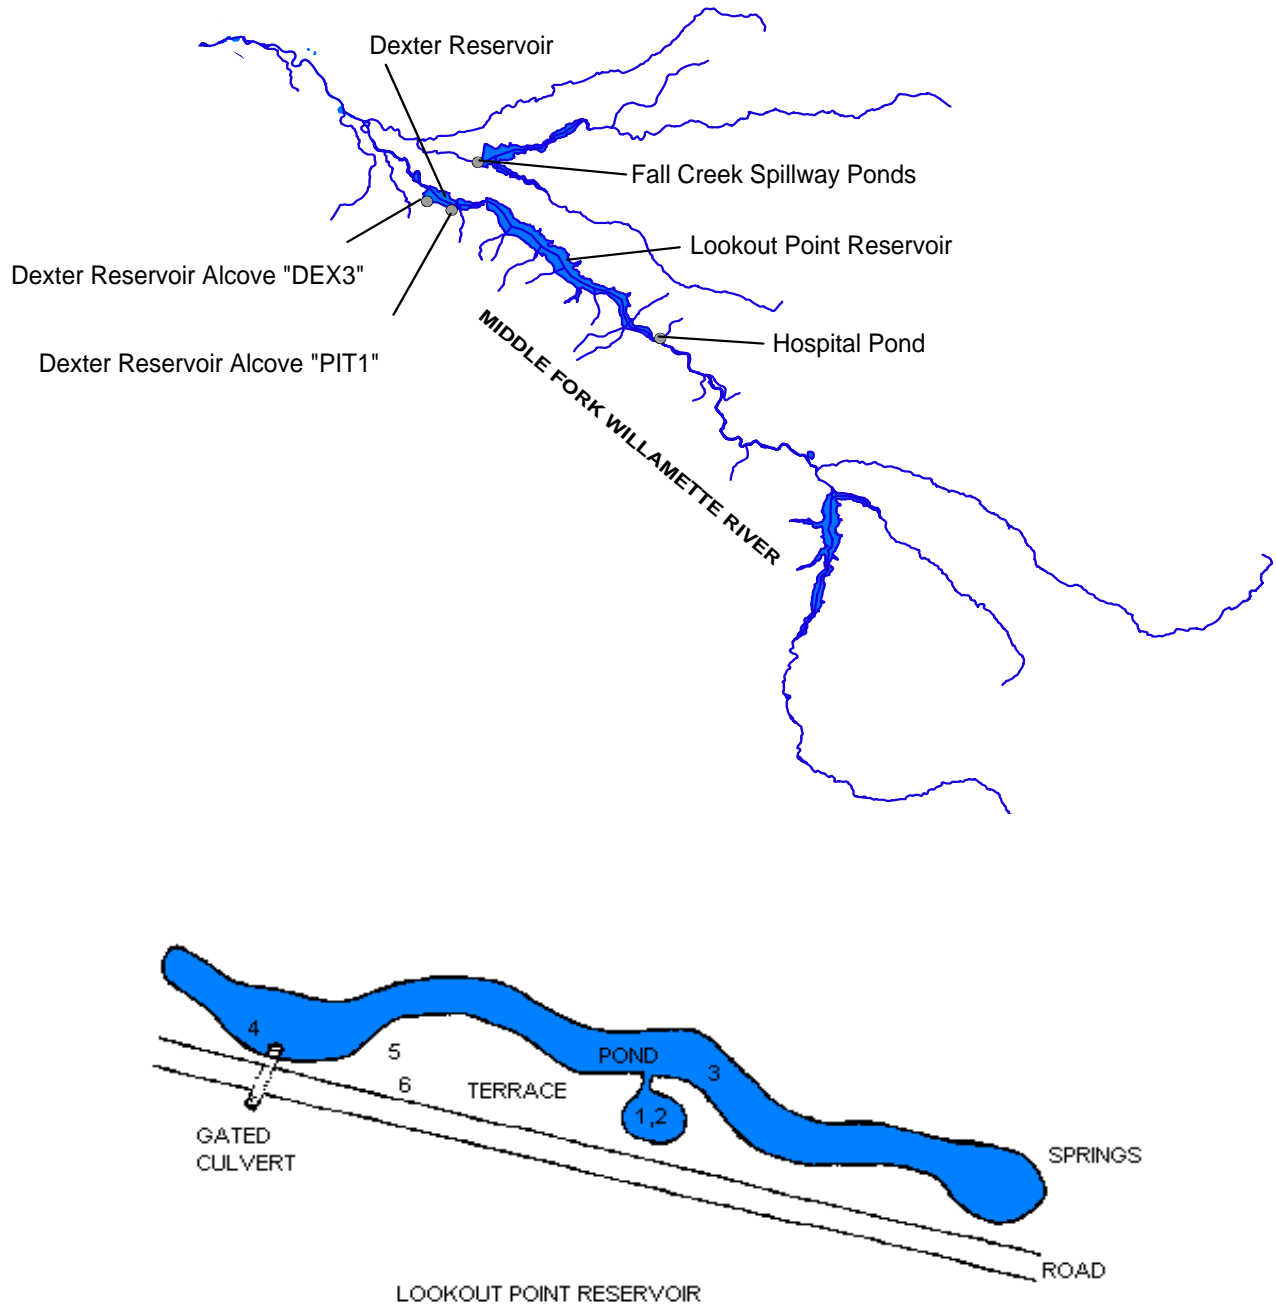 Dexter Reservoir
Fall Creek Spillway Ponds
Lookout Point Reservoir
Dexter Reservoir Alcove "DEX3"
Hospital Pond
Dexter Reservoir Alcove "PIT1"
MIDDLE FORK WILLAMETTE RIVER
4
5
POND
3
6
TERRACE
1,2
GATED
CULVERT
SPRINGS
ROAD
LOOKOUT POINT RESERVOIR